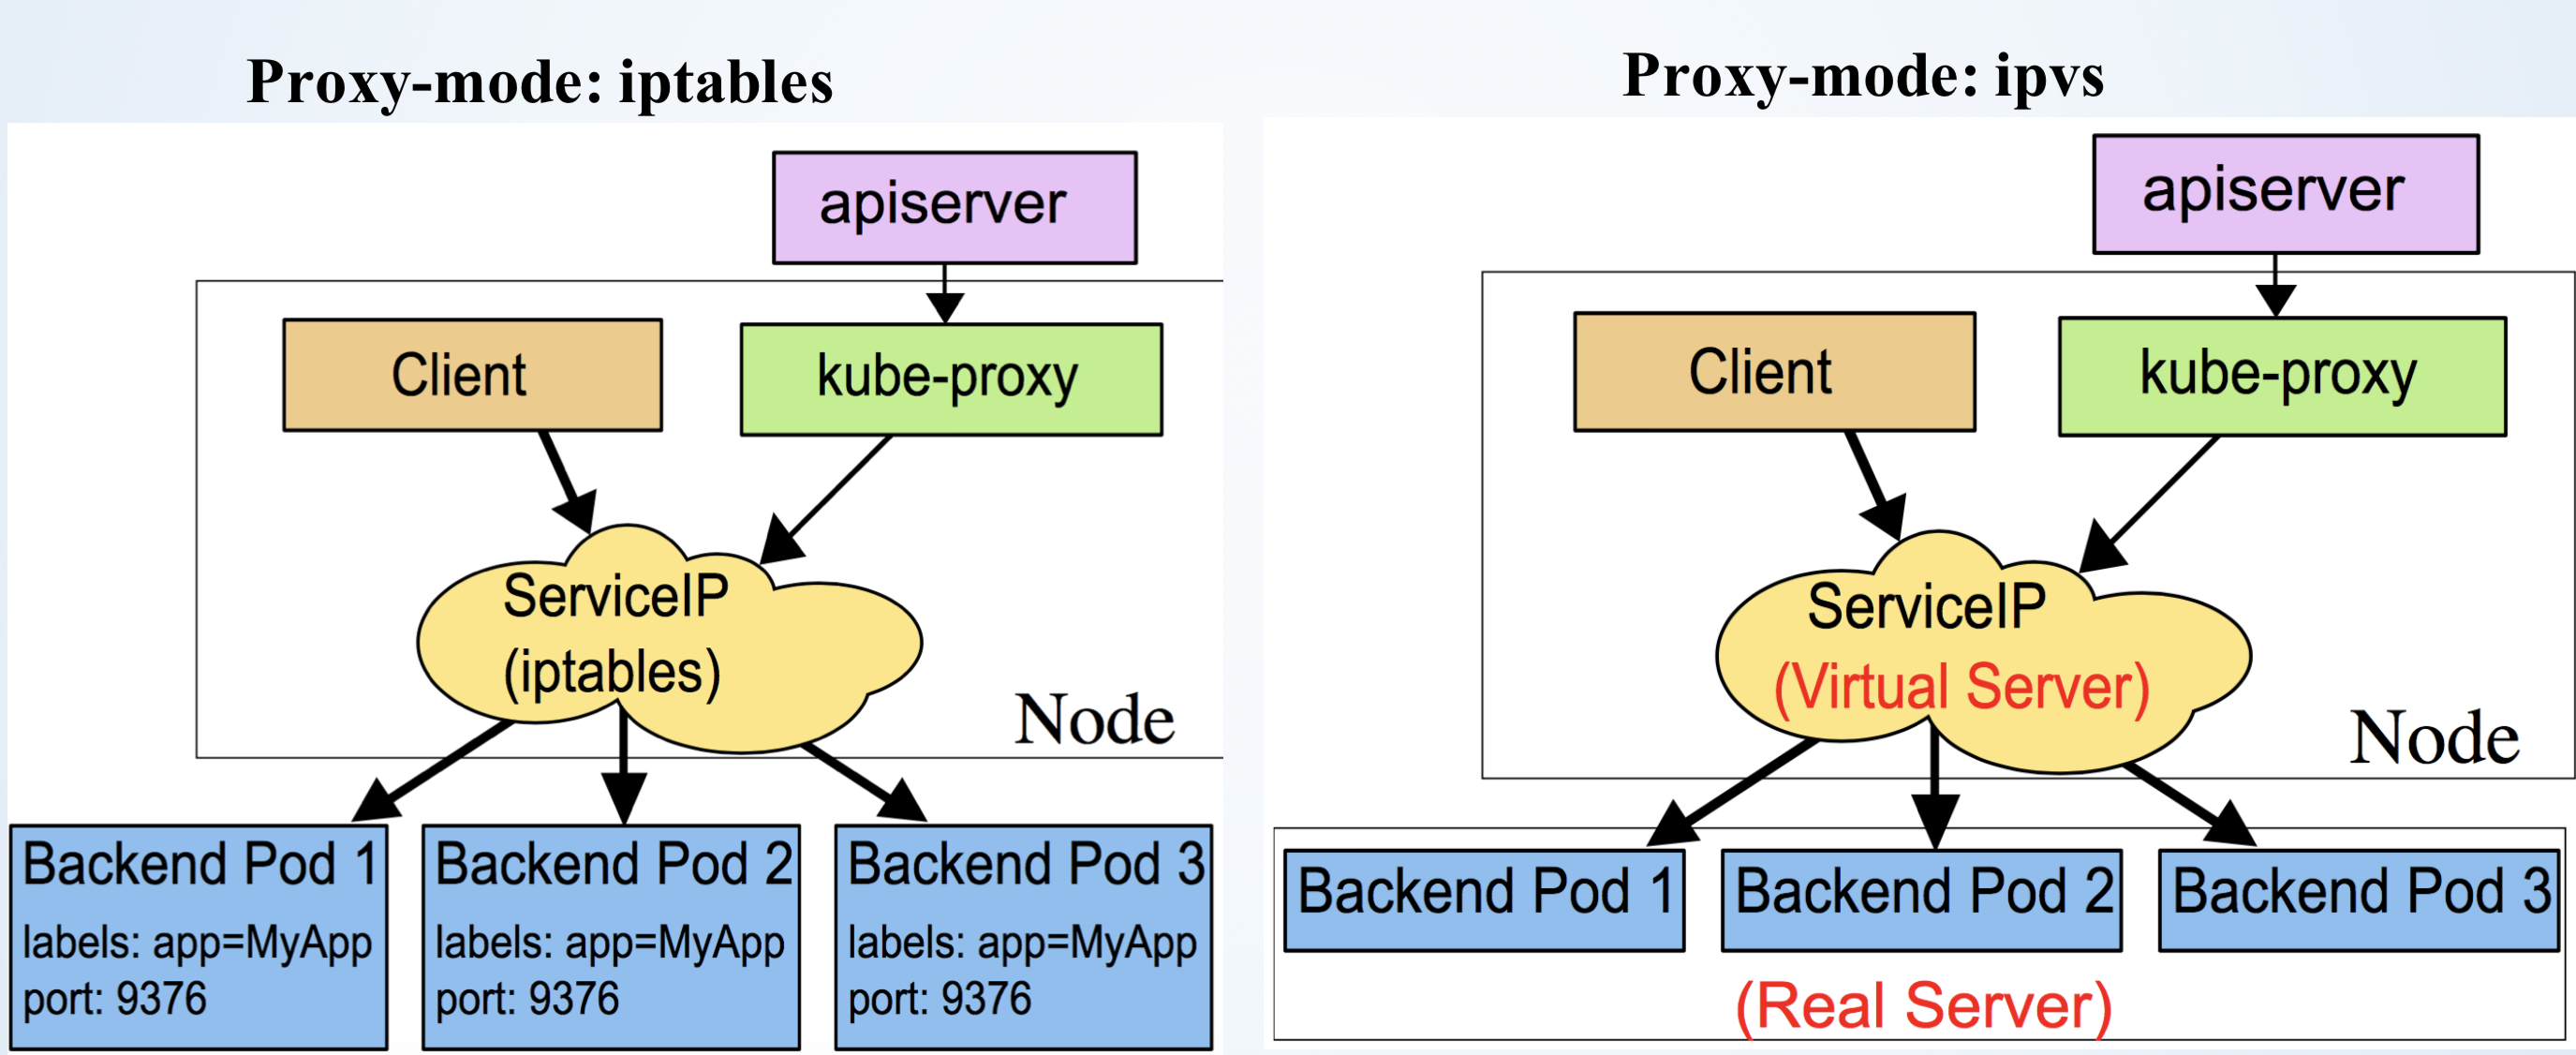 Proxy-mode: iptables
apiserver
Client
kube-proxy
ServiceIP
(iptables)
Node
Backend Pod 1
labels: app=MyApp
port: 9376
Backend Pod 2
labels: app=MyApp
port: 9376
Backend Pod 3
labels: app=MyApp
port: 9376
Proxy-mode: ipvs
apiserver
Client
kube-proxy
ServiceIP
(Virtual Server)
Node
Backend Pod 1
Backend Pod 2
Backend Pod 3
(Real Server)